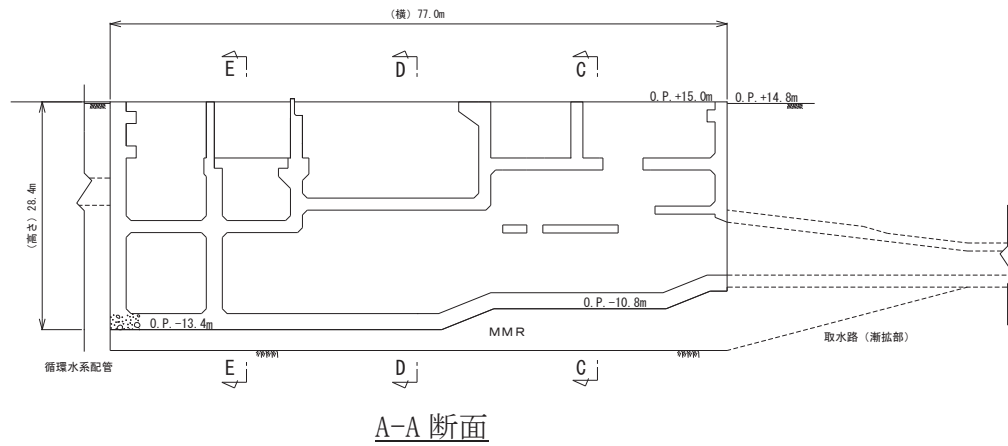 (横) 77.0m
E
D
C
O.P.+15.0m
O.P.+14.8m
(高さ) 28.4m
O.P.-13.4m
O.P.-10.8m
MMR
取水路 (漸拡部)
循環水系配管
E
D
C
A-A 断面